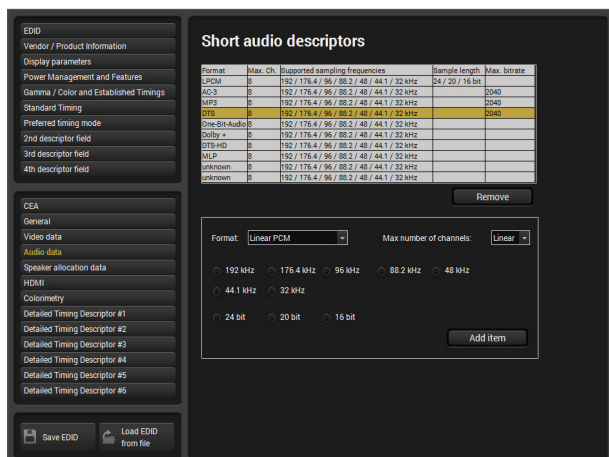 EDID
Vendor / Product Information
Display parameters
Power Management and Features
Gamma / Color and Established Timings
Standard Timing
Preferred timing mode
2nd descriptor field
3rd descriptor field
4th descriptor field
CEA
General
Video data
Audio data
Speaker allocation data
HDMI
Colorimetry
Detailed Timing Descriptor #1
Detailed Timing Descriptor #2
Detailed Timing Descriptor #3
Detailed Timing Descriptor #4
Detailed Timing Descriptor #5
Detailed Timing Descriptor #6
Save EDID
Load EDID
from file
Short audio descriptors
Format Max. Ch. Supported sampling frequencies Sample length Max. bitrate
LPCM 8 192 / 176.4 / 96 / 88.2 / 48 / 44.1 / 32 kHz 24 / 20 / 16 bit
AC-3 8 192 / 176.4 / 96 / 88.2 / 48 / 44.1 / 32 kHz 2040
MP3 8 192 / 176.4 / 96 / 88.2 / 48 / 44.1 / 32 kHz 2040
DTS 8 192 / 176.4 / 96 / 88.2 / 48 / 44.1 / 32 kHz 2040
One-Bit-Audio 8 192 / 176.4 / 96 / 88.2 / 48 / 44.1 / 32 kHz
Dolby + 8 192 / 176.4 / 96 / 88.2 / 48 / 44.1 / 32 kHz
DTS-HD 8 192 / 176.4 / 96 / 88.2 / 48 / 44.1 / 32 kHz
MLP 8 192 / 176.4 / 96 / 88.2 / 48 / 44.1 / 32 kHz
unknown 8 192 / 176.4 / 96 / 88.2 / 48 / 44.1 / 32 kHz
unknown 8 192 / 176.4 / 96 / 88.2 / 48 / 44.1 / 32 kHz
Remove
Format: Linear PCM Max number of channels: Linear
192 kHz 176.4 kHz 96 kHz 88.2 kHz 48 kHz
44.1 kHz 32 kHz
24 bit 20 bit 16 bit
Add item